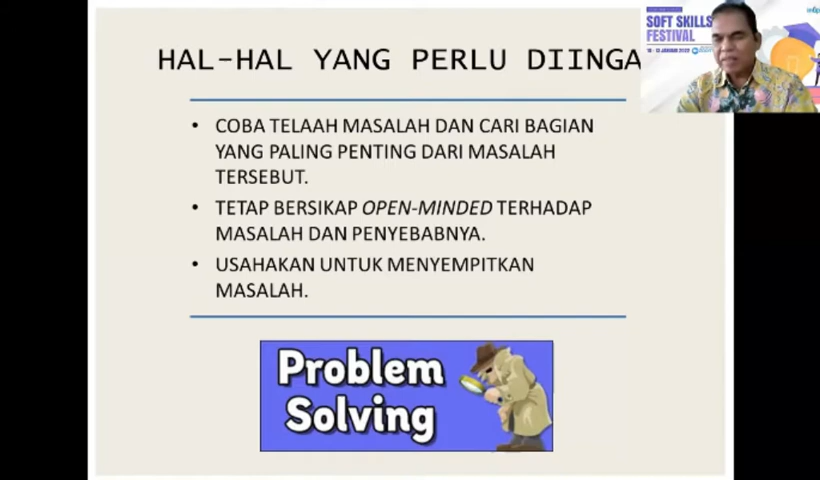 HAL-HAL YANG PERLU DIINGA
SOFT SKILLS
FESTIVAL
COBA TELAAH MASALAH DAN CARI BAGIAN
YANG PALING PENTING DARI MASALAH
TERSEBUT.
TETAP BERSIKAP OPEN-MINDED TERHADAP
MASALAH DAN PENYEBABNYA.
USAHAKAN UNTUK MENYEMPITKAN
MASALAH.
Problem
Solving